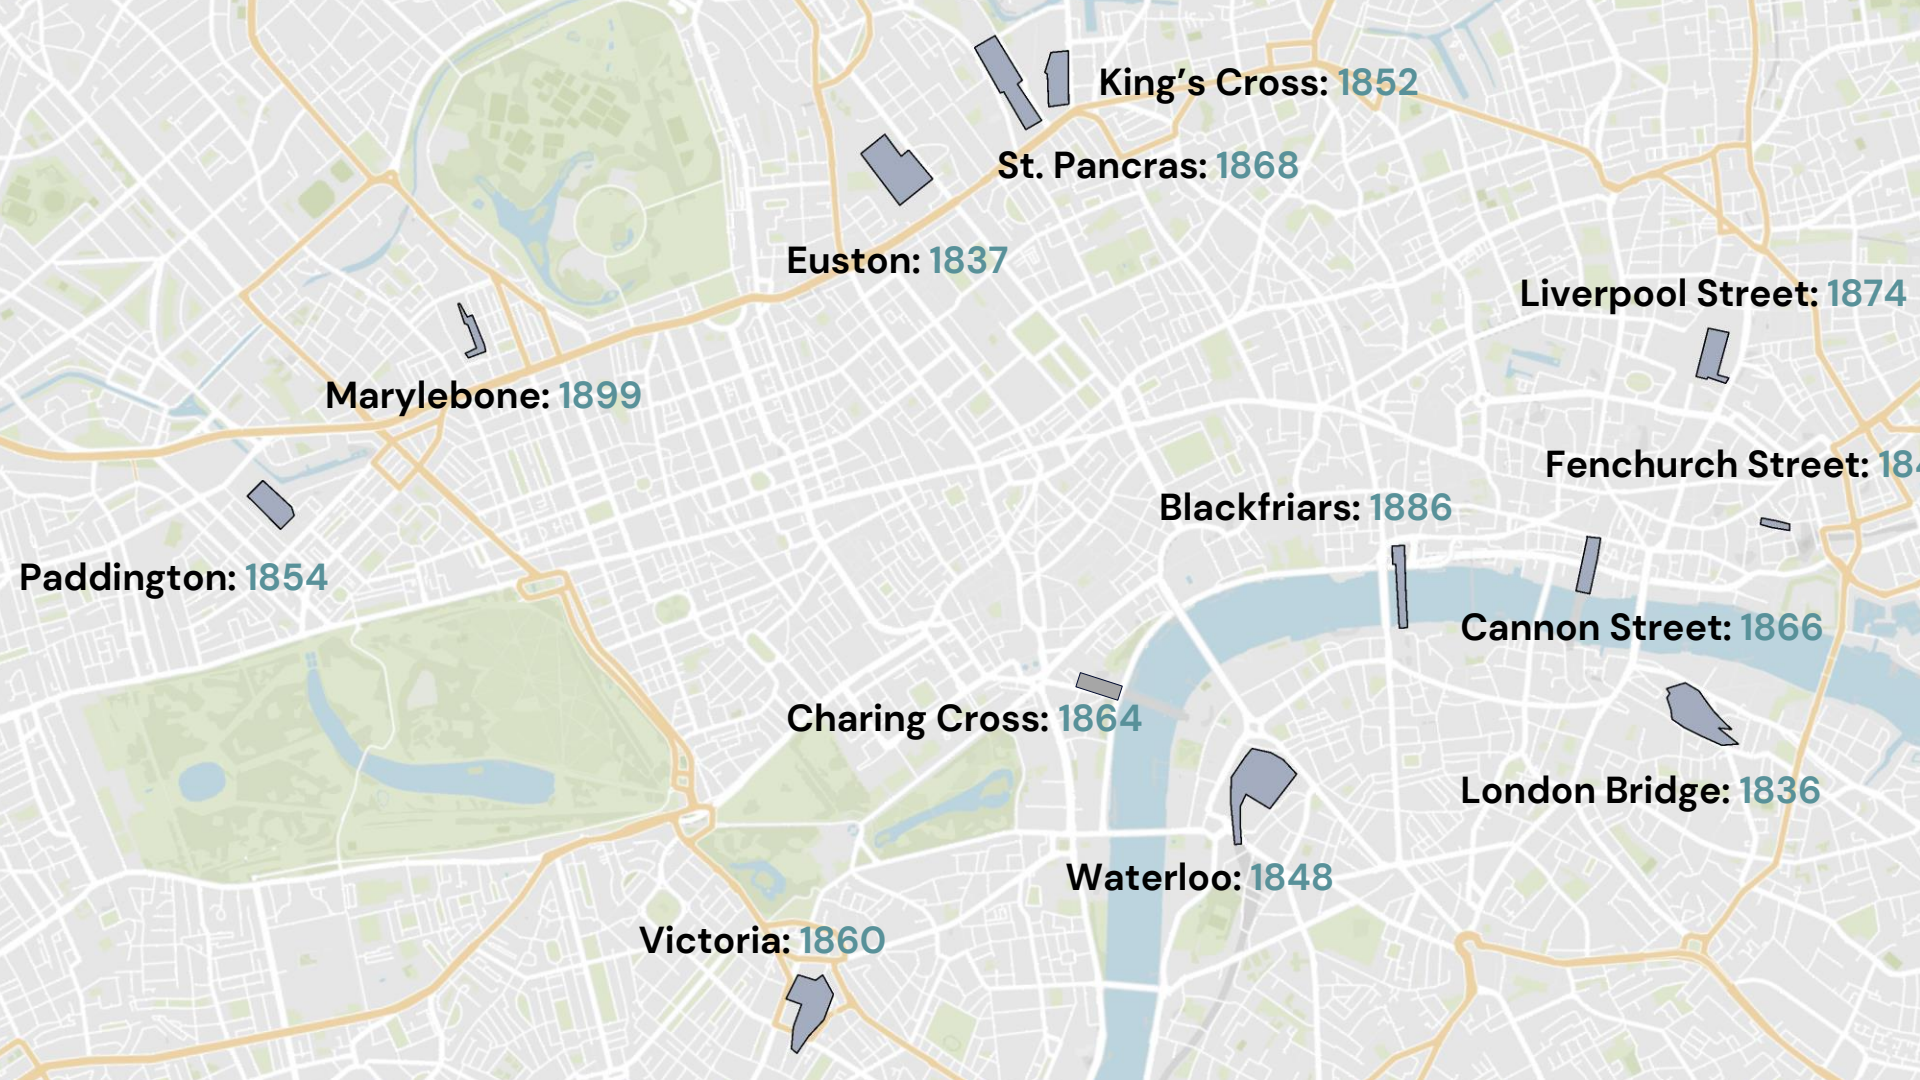 King’s Cross: 1852
St. Pancras: 1868
Euston: 1837
Liverpool Street: 1874
Marylebone: 1899
Fenchurch Street: 18
Blackfriars: 1886
Paddington: 1854
Cannon Street: 1866
Charing Cross: 1864
London Bridge: 1836
Waterloo: 1848
Victoria: 1860